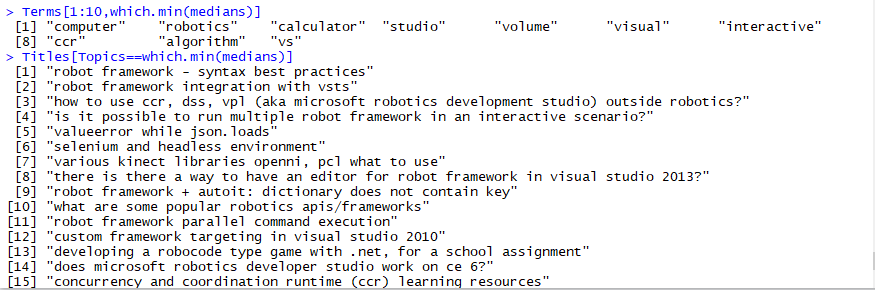 > Terms[1:10,which.min(medians)]
[1] "computer" "robotics" "calculator" "studio" "volume" "visual" "interactive"
[8] "ccr" "algorithm" "vs"
> Titles[Topics==which.min(medians)]
[1] "robot framework - syntax best practices"
[2] "robot framework integration with vsts"
[3] "how to use ccr, dss, vpl (aka microsoft robotics development studio) outside robotics?"
[4] "is it possible to run multiple robot framework in an interactive scenario?"
[5] "valueerror while json.loads"
[6] "selenium and headless environment"
[7] "various kinect libraries openni, pcl what to use"
[8] "there is there a way to have an editor for robot framework in visual studio 2013?"
[9] "robot framework + autoit: dictionary does not contain key"
[10] "what are some popular robotics apis/frameworks"
[11] "robot framework parallel command execution"
[12] "custom framework targeting in visual studio 2010"
[13] "developing a robocode type game with .net, for a school assignment"
[14] "does microsoft robotics developer studio work on ce 6?"
[15] "concurrency and coordination runtime (ccr) learning resources"